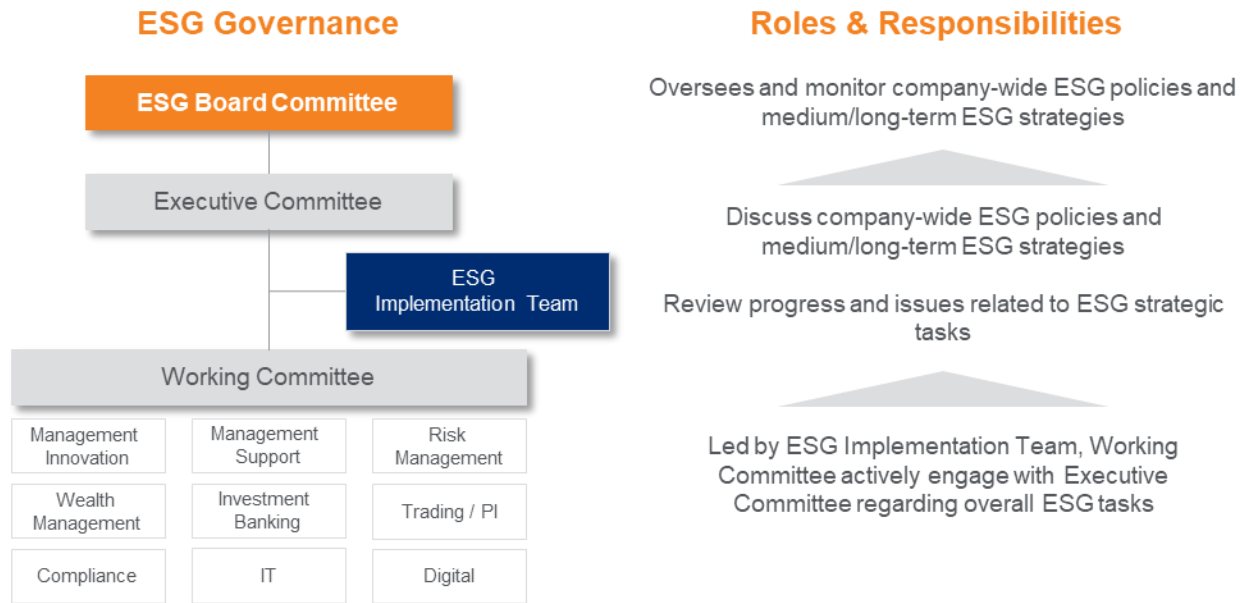 ESG Governance
ESG Board Committee
Executive Committee
ESG
Implementation Team
Working Committee
Management
Innovation
Management
Support
Risk
Management
Wealth
Management
Investment
Banking
Trading / PI
Compliance
IT
Digital
Roles & Responsibilities
Oversees and monitor company-wide ESG policies and
medium/long-term ESG strategies
Discuss company-wide ESG policies and
medium/long-term ESG strategies
Review progress and issues related to ESG strategic
tasks
Led by ESG Implementation Team, Working
Committee actively engage with Executive
Committee regarding overall ESG tasks